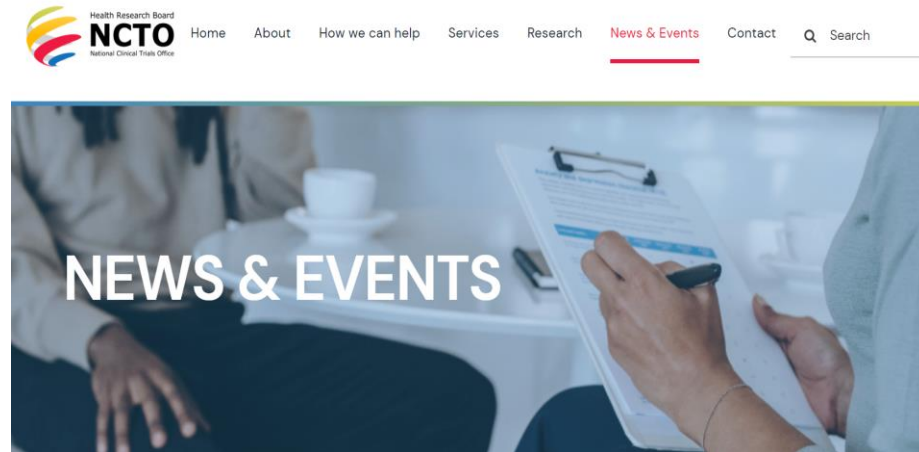 Health Research Board
NCTO
National Clinical Trials Office
Home About How we can help Services Research News & Events Contact Search
NEWS & EVENTS